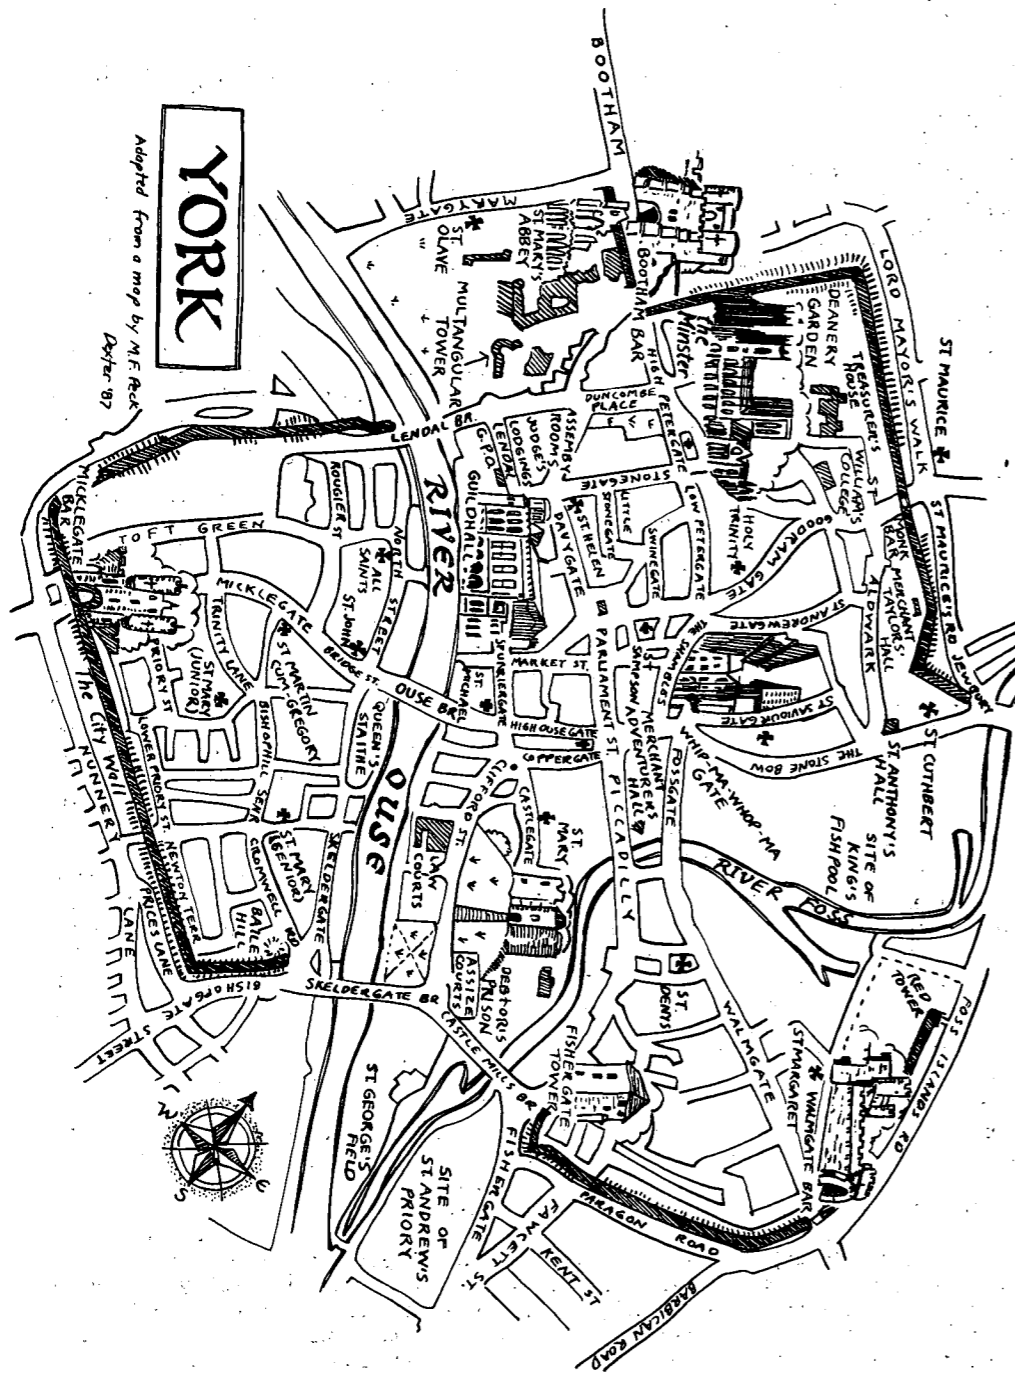 YORK
Adapted from a map by M.F. Peck
Dexter '87
BOOTHAM
MARYGATE
ST. OLAVE
ST. MARY'S
ABBEY
MULTANGULAR
TOWER
BOOTHAM BAR
The Minster
DEANERY
GARDEN
TREASURER'S
HOUSE
LORD MAYOR'S WALK
ST MAURICE
ST MAURICE'S RD
JEWBURY
HIGH PETERGATE
DUNCOMBE
PLACE
ASSEMBLY
ROOMS
JUDGE'S
LODGINGS
LENDAL
G.P.O.
LENDAL BR.
STONEGATE
LITTLE
STONEGATE
SWINEGATE
LOW PETERGATE
HOLY
TRINITY
GOODRAM GATE
WILLIAM'S
COLLEGE
ST
MONK
BAR
MERCHANT
TAYLORS'
HALL
ALDWARK
ST ANDREWGATE
ST. HELEN
DAVYGATE
GUILDHALL
RIVER
OUSE
NORTH
STREET
ROUGIER ST
ALL
SAINTS
ST. JOHN
TOFT GREEN
MICKLEGATE
BAR
MICKLEGATE
BRIDGE ST.
OUSE BR.
TRINITY LANE
ST MARTIN
CUM-GREGORY
ST MARY
(JUNIOR)
PRIORY ST
BISHOPHILL SENR
LOWER PRIORY ST.
The City Wall
NUNNERY
LANE
NEWTON TERR
PRICES LANE
CROMWELL RD
BAILE
HILL
ST. MARY
(SENIOR)
SKELDERGATE
QUEEN'S
STAITHE
BISHOPGATE
STREET
SKELDERGATE BR
ST.
MICHAEL
SPURRIERGATE
MARKET ST.
PARLIAMENT ST.
ST
SAMPSON
THE SHAMBLES
HIGH OUSEGATE
COPPERGATE
PICCADILLY
MERCHANT
ADVENTURER'S
HALL
FOSSGATE
WHIP-MA-WHOP-MA
GATE
ST SAVIOURGATE
THE STONE BOW
ST. ANTHONY'S
HALL
ST CUTHBERT
SITE OF
KING'S
FISHPOOL
RIVER FOSS
CLIFFORD ST.
CASTLEGATE
ST.
MARY
LAW
COURTS
ASSIZE
COURTS
DEBTORS
PRISON
CASTLE MILLS
BR
FISHERGATE
TOWER
ST.
DENYS
WALMGATE
ST MARGARET
WALMGATE BAR
RED
TOWER
FOSS ISLANDS RD
FISHERGATE
FAWCETT ST.
KENT ST
PARAGON
ROAD
BARBICAN ROAD
ST. GEORGE'S
FIELD
SITE OF
ST. ANDREW'S
PRIORY
E
S